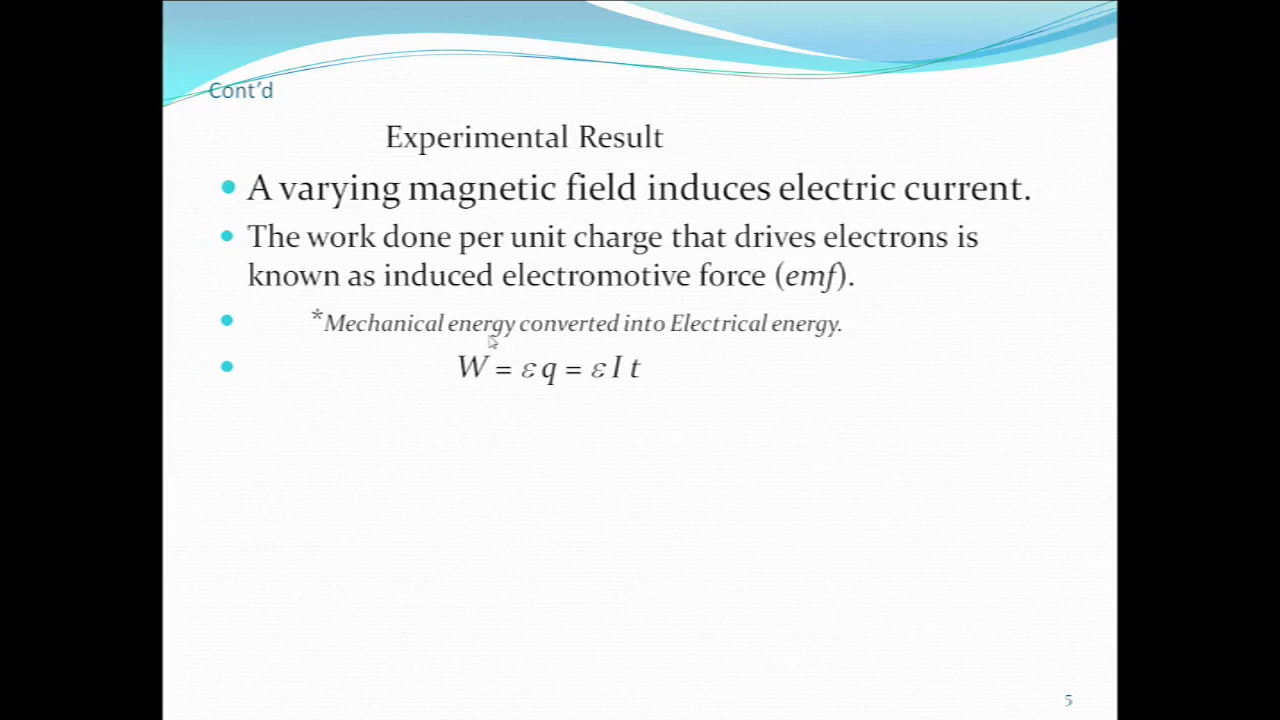 Cont’d
Experimental Result
• A varying magnetic field induces electric current.
• The work done per unit charge that drives electrons is
known as induced electromotive force (emf).
• *Mechanical energy converted into Electrical energy.
• W = ε q = ε I t
5